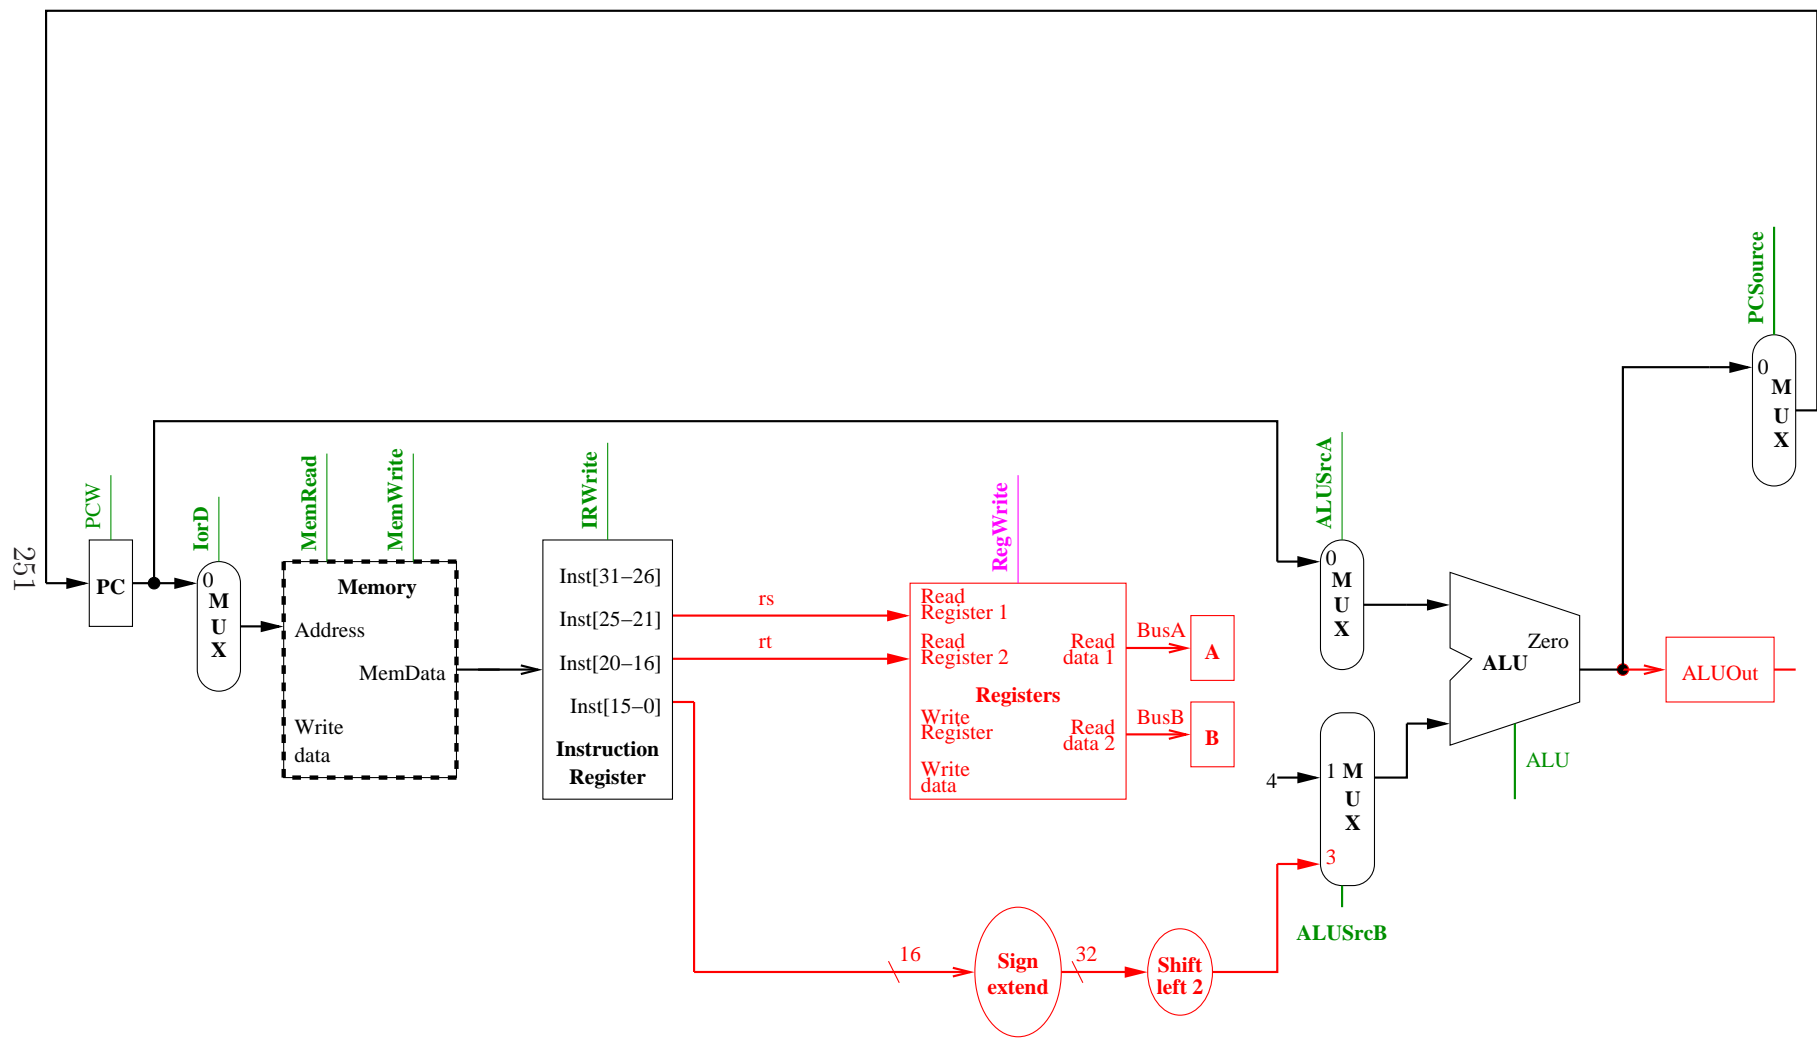 PCSource
0
M
U
X
ALUSrcA
0
M
U
X
PCW
PC
IorD
0
M
U
X
MemRead
MemWrite
Memory
Address
MemData
Write
data
IRWrite
Inst[31–26]
Inst[25–21]
Inst[20–16]
Inst[15–0]
Instruction
Register
rs
rt
RegWrite
Read
Register 1
Read
Register 2
Read
data 1
Registers
Write
Register
Read
data 2
Write
data
BusA
A
BusB
B
4
1
M
U
X
3
ALUSrcB
Zero
ALU
ALU
ALUOut
16
Sign
extend
32
Shift
left 2
251